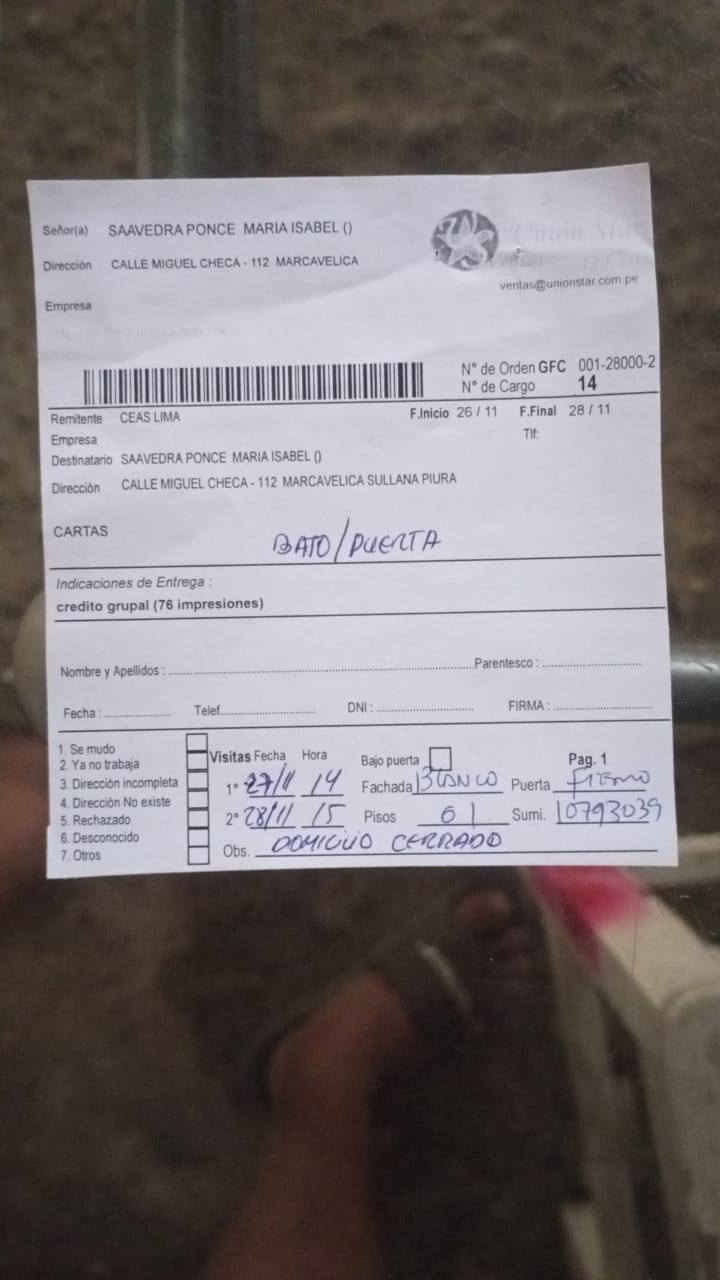 Señor(a) SAAVEDRA PONCE MARIA ISABEL ()
Dirección CALLE MIGUEL CHECA - 112 MARCAVELICA
Empresa
Union Star
ventas@unionstar.com.pe
N° de Orden GFC 001-28000-2
N° de Cargo 14
Remitente CEAS LIMA F.Inicio 26 / 11 F.Final 28 / 11
Empresa Tlf:
Destinatario SAAVEDRA PONCE MARIA ISABEL ()
Dirección CALLE MIGUEL CHECA - 112 MARCAVELICA SULLANA PIURA
CARTAS
BAJO/PUERTA
Indicaciones de Entrega :
credito grupal (76 impresiones)
Nombre y Apellidos : Parentesco :
Fecha : Telef. DNI : FIRMA :
1. Se mudo
2. Ya no trabaja
3. Dirección incompleta
4. Dirección No existe
5. Rechazado
6. Desconocido
7. Otros
Visitas Fecha Hora Bajo puerta Pag. 1
1° 27/11 14 Fachada BLANCO Puerta FIERRO
2° 28/11 15 Pisos 01 Sumi. 10793039
Obs. DOMICILIO CERRADO